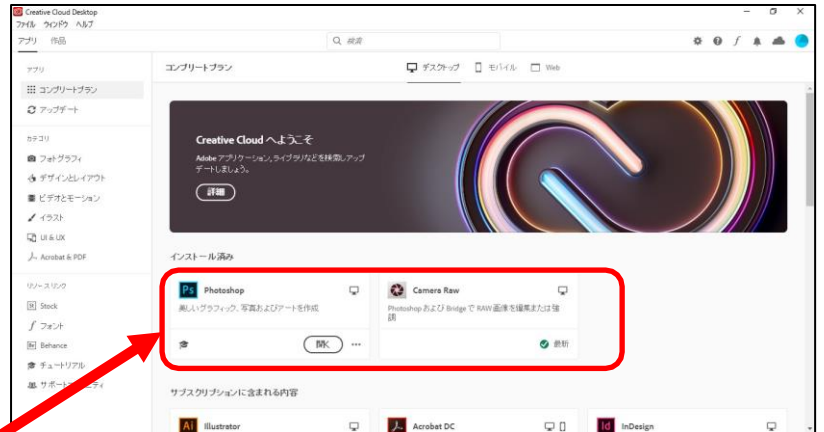 Creative Cloud Desktop
ファイル ウィンドウ ヘルプ
アプリ 作品
検索
アプリ
コンプリートプラン
アップデート
カテゴリ
フォトグラフィ
デザインとレイアウト
ビデオとモーション
イラスト
UI & UX
Acrobat & PDF
リソースリンク
St Stock
フォント
Bē Behance
チュートリアル
コンプリートプラン
デスクトップ モバイル Web
Creative Cloud へようこそ
Adobe アプリケーション、ライブラリなどを検索しアップ
デートしましょう。
詳細
インストール済み
Ps Photoshop
美しいグラフィック、写真およびアートを作成
開く
Camera Raw
Photoshop および Bridge で RAW 画像を編集または強
調
最新
サブスクリプションに含まれる内容
Ai Illustrator
Acrobat DC
Id InDesign